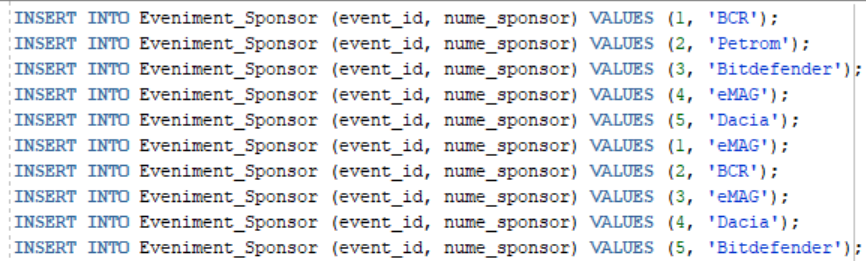 INSERT INTO Eveniment_Sponsor (event_id, nume_sponsor) VALUES (1, 'BCR');
INSERT INTO Eveniment_Sponsor (event_id, nume_sponsor) VALUES (2, 'Petrom');
INSERT INTO Eveniment_Sponsor (event_id, nume_sponsor) VALUES (3, 'Bitdefender');
INSERT INTO Eveniment_Sponsor (event_id, nume_sponsor) VALUES (4, 'eMAG');
INSERT INTO Eveniment_Sponsor (event_id, nume_sponsor) VALUES (5, 'Dacia');
INSERT INTO Eveniment_Sponsor (event_id, nume_sponsor) VALUES (1, 'eMAG');
INSERT INTO Eveniment_Sponsor (event_id, nume_sponsor) VALUES (2, 'BCR');
INSERT INTO Eveniment_Sponsor (event_id, nume_sponsor) VALUES (3, 'eMAG');
INSERT INTO Eveniment_Sponsor (event_id, nume_sponsor) VALUES (4, 'Dacia');
INSERT INTO Eveniment_Sponsor (event_id, nume_sponsor) VALUES (5, 'Bitdefender');